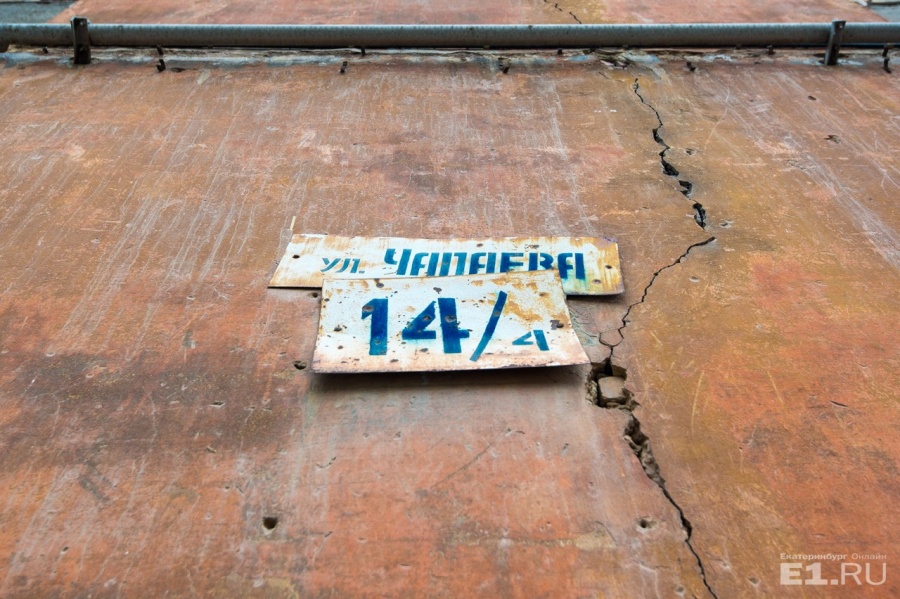 ул. ЧАПАЕВА
14/4
Екатеринбург Онлайн
E1.RU